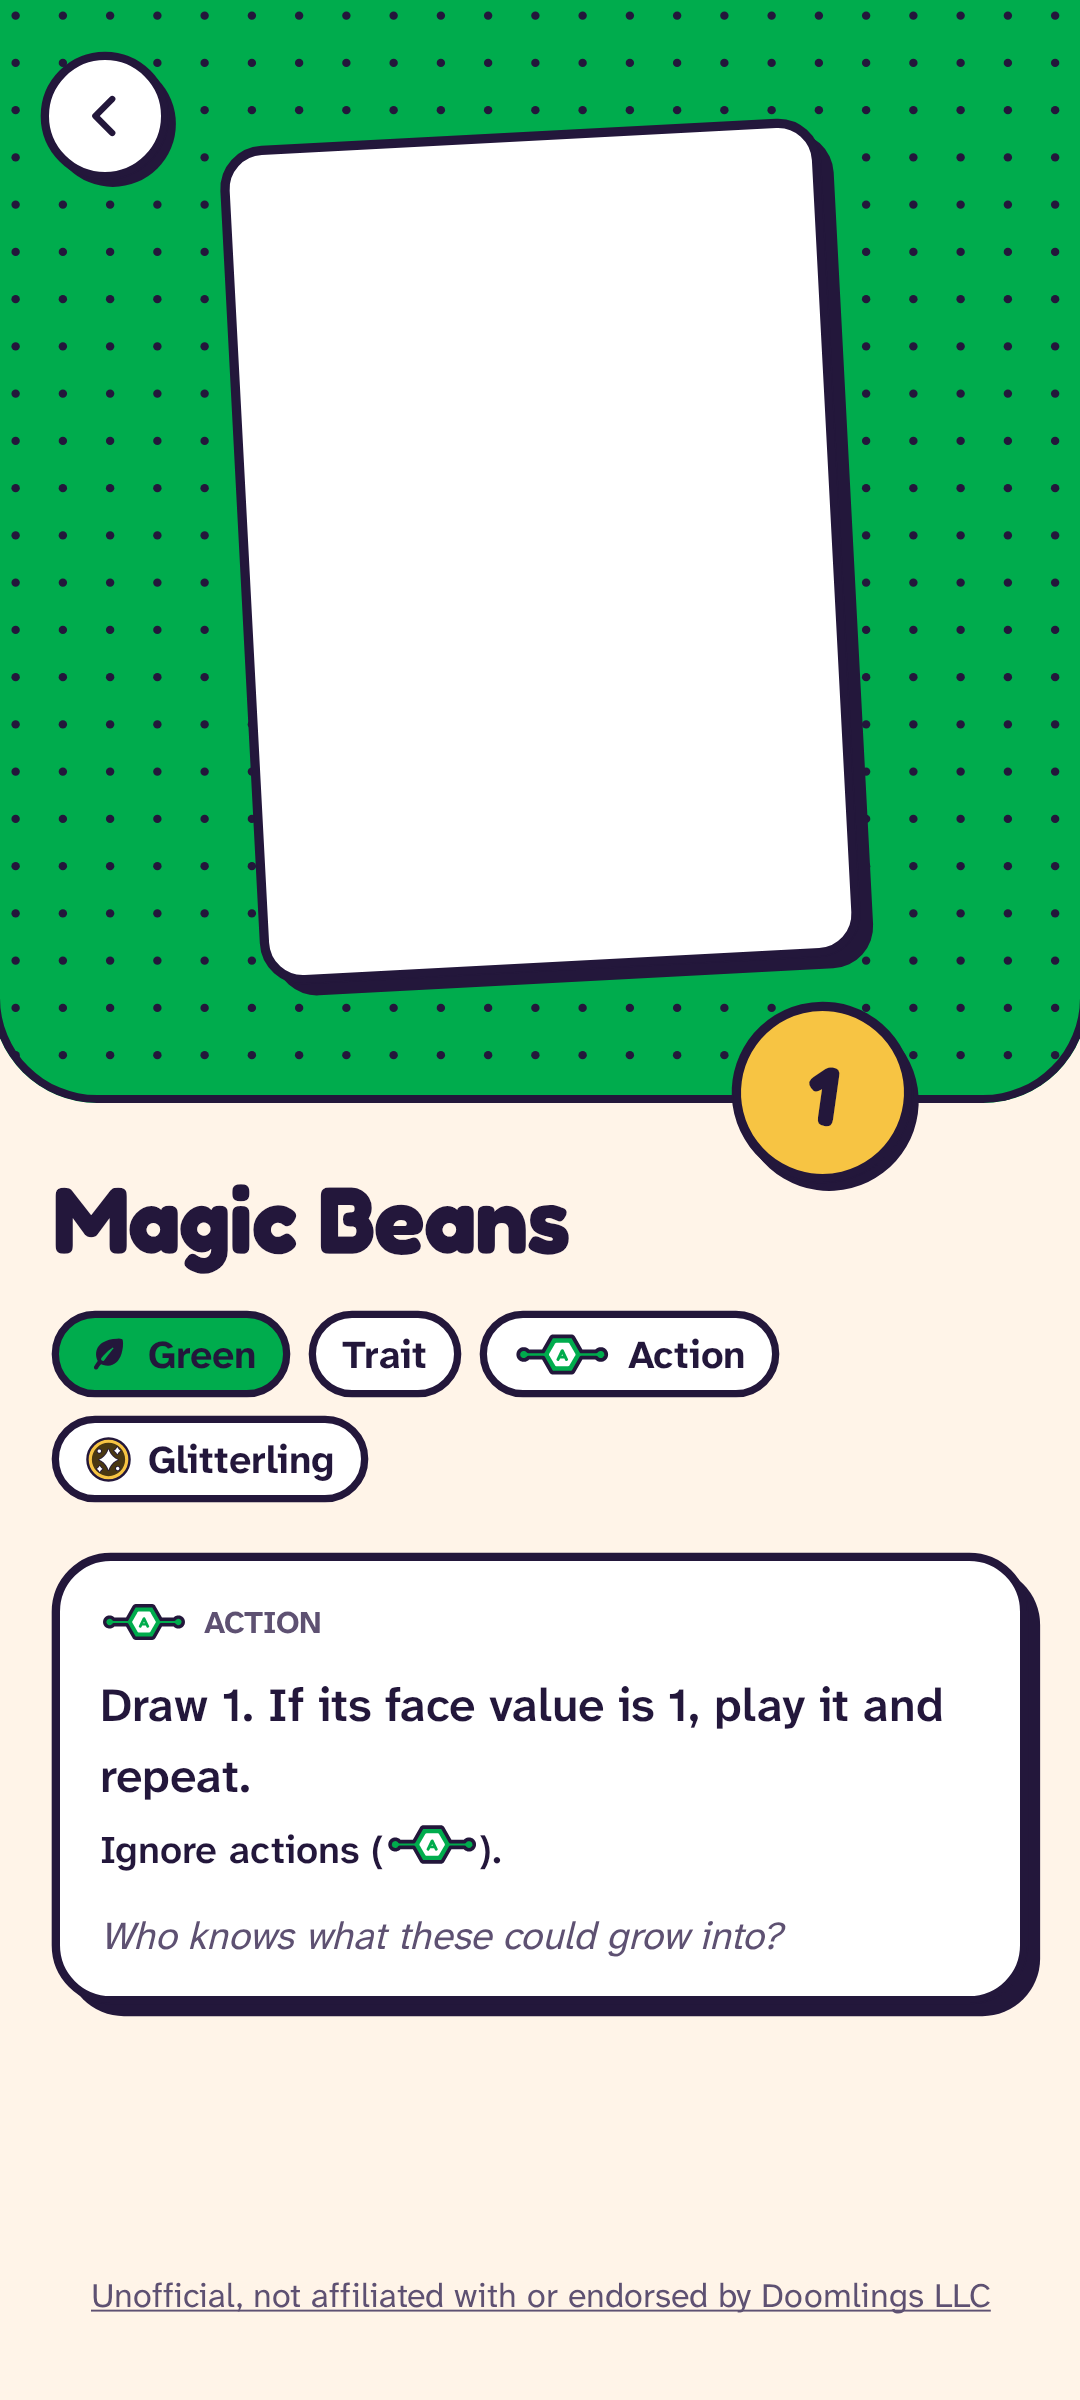 1
Magic Beans
Green
Trait
A
Action
Glitterling
A
ACTION
Draw 1. If its face value is 1, play it and
repeat.
Ignore actions (A).
Who knows what these could grow into?
Unofficial, not affiliated with or endorsed by Doomlings LLC